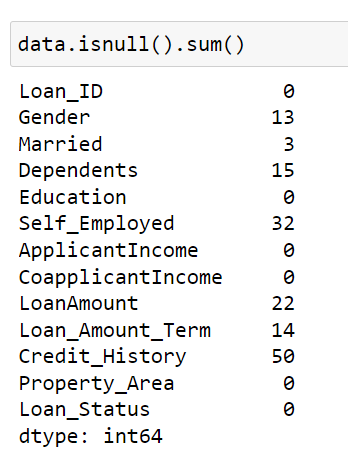 data.isnull().sum()
Loan_ID 0
Gender 13
Married 3
Dependents 15
Education 0
Self_Employed 32
ApplicantIncome 0
CoapplicantIncome 0
LoanAmount 22
Loan_Amount_Term 14
Credit_History 50
Property_Area 0
Loan_Status 0
dtype: int64